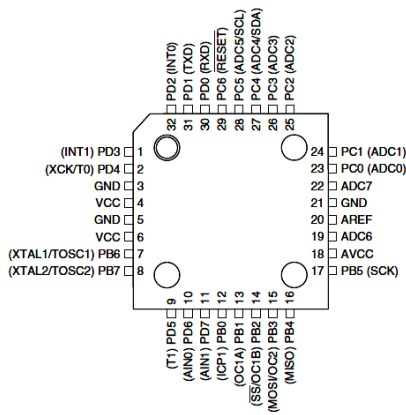 PD2 (INT0)
PD1 (TXD)
PD0 (RXD)
PC6 (RESET)
PC5 (ADC5/SCL)
PC4 (ADC4/SDA)
PC3 (ADC3)
PC2 (ADC2)
32 31 30 29 28 27 26 25
(INT1) PD3 1
(XCK/T0) PD4 2
GND 3
VCC 4
GND 5
VCC 6
(XTAL1/TOSC1) PB6 7
(XTAL2/TOSC2) PB7 8
24 PC1 (ADC1)
23 PC0 (ADC0)
22 ADC7
21 GND
20 AREF
19 ADC6
18 AVCC
17 PB5 (SCK)
9 10 11 12 13 14 15 16
(T1) PD5
(AIN0) PD6
(AIN1) PD7
(ICP1) PB0
(OC1A) PB1
(SS/OC1B) PB2
(MOSI/OC2) PB3
(MISO) PB4